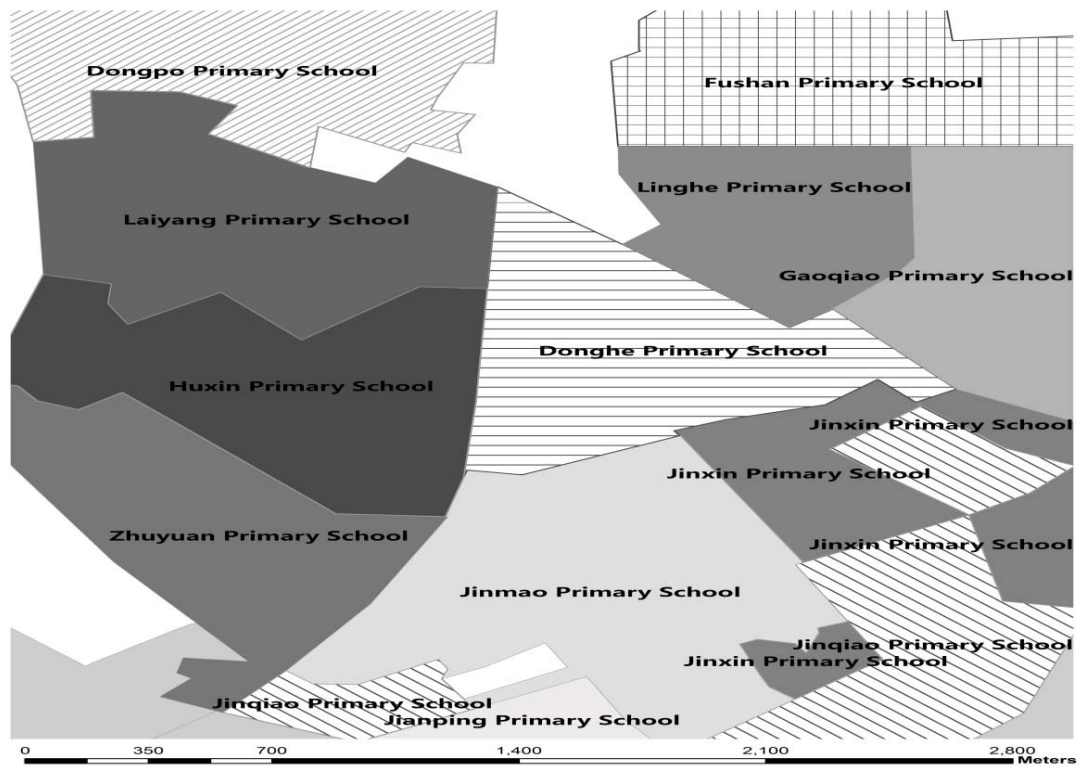 Dongpo Primary School
Fushan Primary School
Linghe Primary School
Laiyang Primary School
Gaoqiao Primary School
Donghe Primary School
Huxin Primary School
Jinxin Primary School
Jinxin Primary School
Zhuyuan Primary School
Jinxin Primary School
Jinmao Primary School
Jinqiao Primary School
Jinxin Primary School
Jinqiao Primary School
Jianping Primary School
0 350 700 1,400 2,100 2,800
Meters